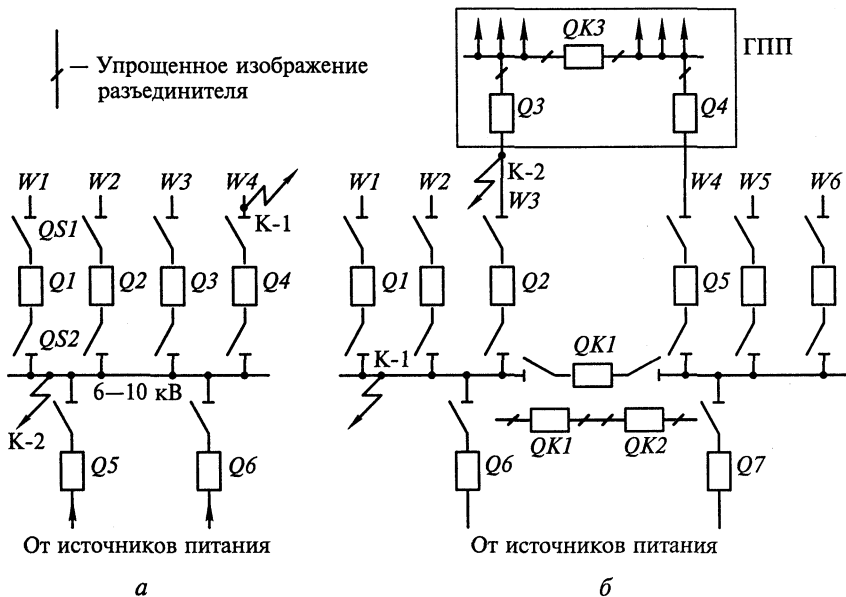 — Упрощенное изображение
разъединителя
QK3
ГПП
Q3
Q4
W1 W2 W3 W4
К-1
QS1
Q1 Q2 Q3 Q4
QS2
6—10 кВ
К-2
Q5 Q6
От источников питания
а
К-2
W1 W2 W3 W4 W5 W6
Q1 Q2 Q5
К-1 QK1
QK1 QK2
Q6 Q7
От источников питания
б